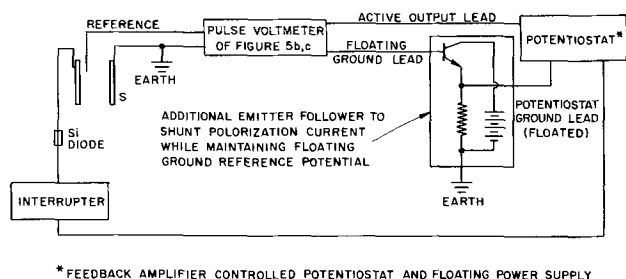 REFERENCE
PULSE VOLTMETER
OF FIGURE 5b,c
ACTIVE OUTPUT LEAD
FLOATING
GROUND LEAD
POTENTIOSTAT*
EARTH
S
Si
DIODE
ADDITIONAL EMITTER FOLLOWER TO
SHUNT POLORIZATION CURRENT
WHILE MAINTAINING FLOATING
GROUND REFERENCE POTENTIAL
POTENTIOSTAT
GROUND LEAD
(FLOATED)
EARTH
INTERRUPTER
* FEEDBACK AMPLIFIER CONTROLLED POTENTIOSTAT AND FLOATING POWER SUPPLY